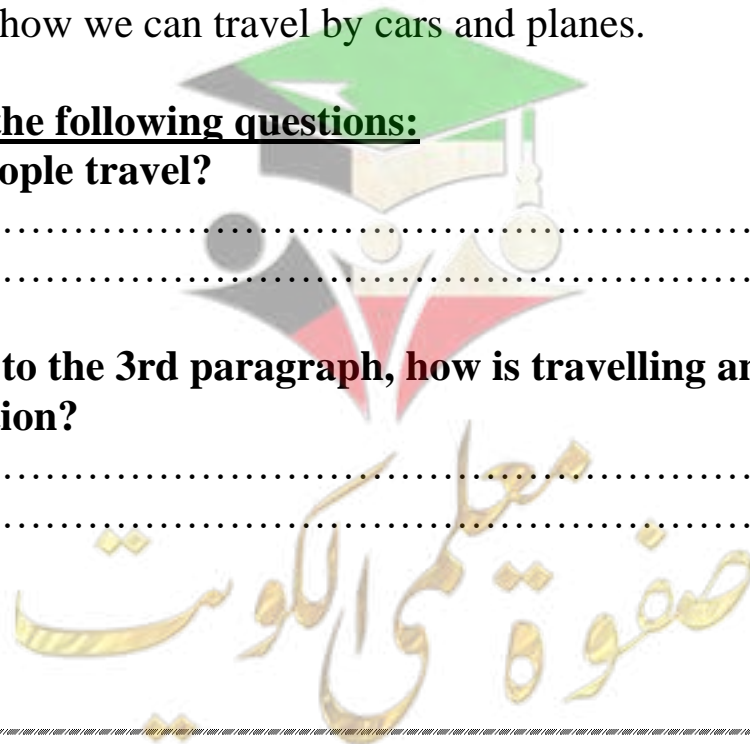 how we can travel by cars and planes.
the following questions:
ople travel?
........................................................................
........................................................................
to the 3rd paragraph, how is travelling an
ion?
........................................................................
........................................................................
صفوة معلمي الكويت